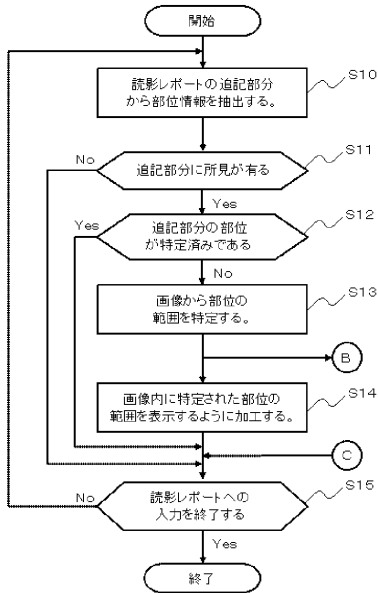 開始
読影レポートの追記部分
から部位情報を抽出する。
S10
追記部分に所見が有る
S11
No
Yes
追記部分の部位
が特定済みである
S12
Yes
No
画像から部位の
範囲を特定する。
S13
B
画像内に特定された部位の
範囲を表示するように加工する。
S14
C
読影レポートへの
入力を終了する
S15
No
Yes
終了